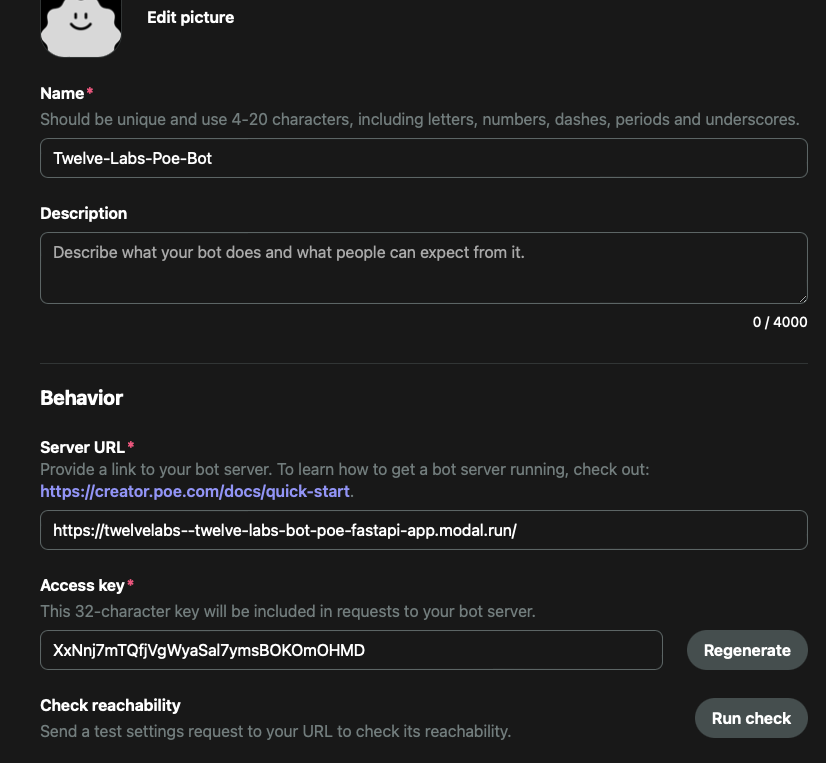 Edit picture
Name*
Should be unique and use 4-20 characters, including letters, numbers, dashes, periods and underscores.
Twelve-Labs-Poe-Bot
Description
Describe what your bot does and what people can expect from it.
0 / 4000
Behavior
Server URL*
Provide a link to your bot server. To learn how to get a bot server running, check out:
https://creator.poe.com/docs/quick-start.
https://twelvelabs--twelve-labs-bot-poe-fastapi-app.modal.run/
Access key*
This 32-character key will be included in requests to your bot server.
XxNnj7mTQfjVgWyaSal7ymsBOKOmOHMD
Regenerate
Check reachability
Send a test settings request to your URL to check its reachability.
Run check